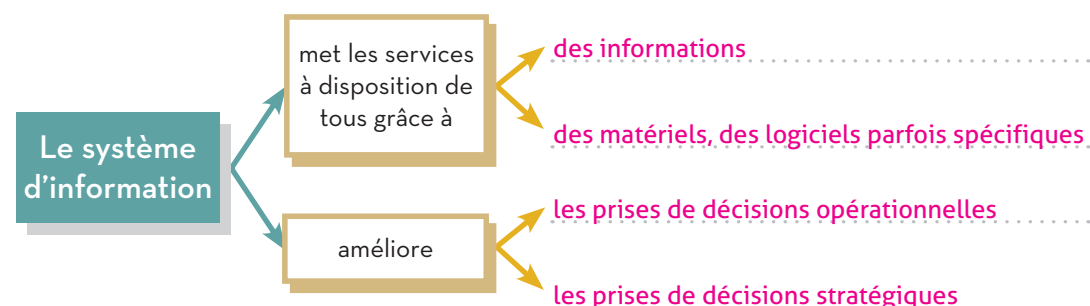 Le système
d'information
met les services
à disposition de
tous grâce à
des informations
des matériels, des logiciels parfois spécifiques
améliore
les prises de décisions opérationnelles
les prises de décisions stratégiques